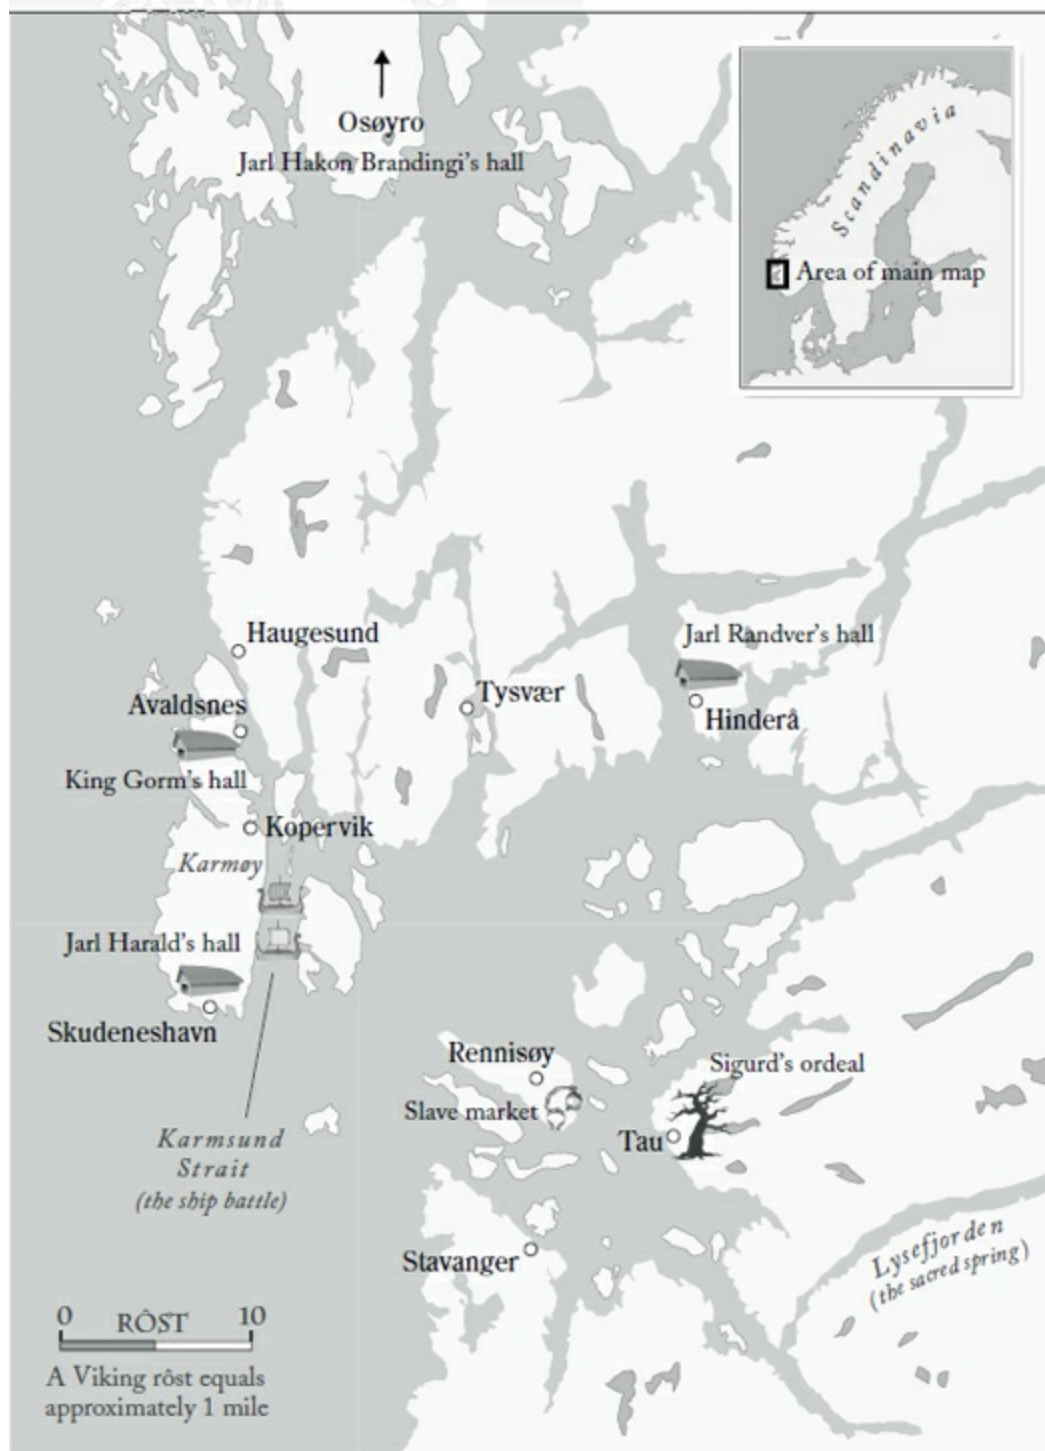 Osøyro
Jarl Hakon Brandingi's hall
Scandinavia
Area of main map
Haugesund
Jarl Randver's hall
Avaldsnes
Tysvær
Hinderå
King Gorm's hall
Kopervik
Karmøy
Jarl Harald's hall
Skudeneshavn
Rennisøy
Sigurd's ordeal
Slave market
Tau
Karmsund
Strait
(the ship battle)
Stavanger
Lysefjorden
(the sacred spring)
0 RÔST 10
A Viking rôst equals
approximately 1 mile